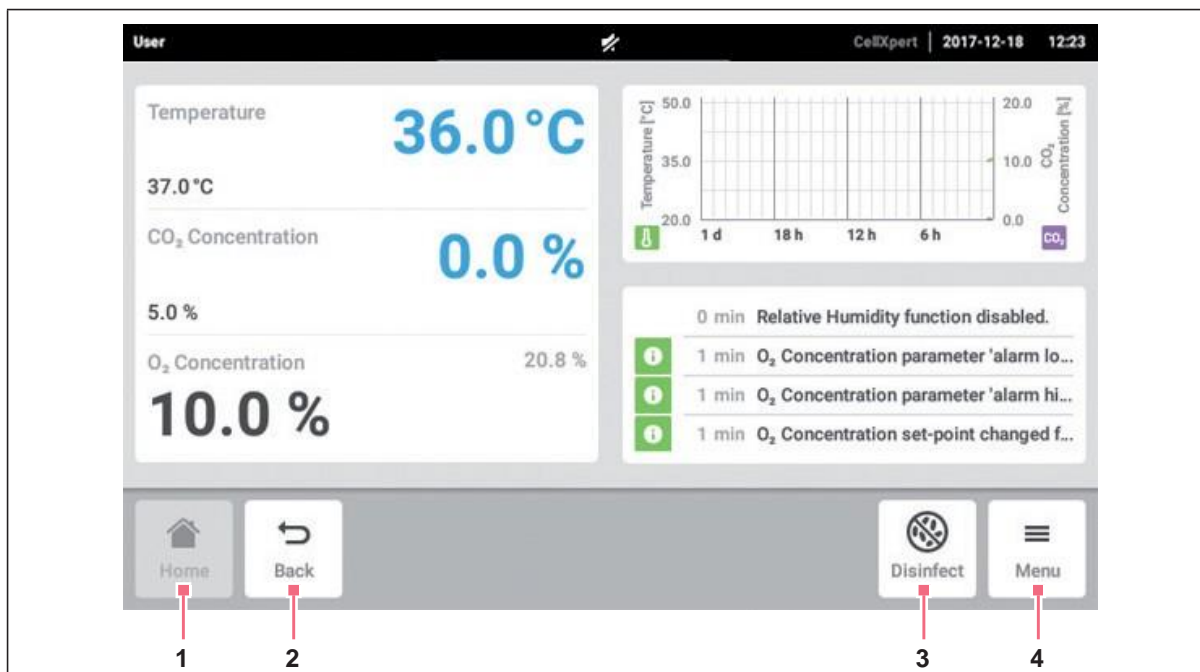 User CellXpert 2017-12-18 12:23
Temperature
36.0°C
37.0°C
CO₂ Concentration
0.0 %
5.0 %
O₂ Concentration 20.8 %
10.0 %
Temperature [°C]
50.0
35.0
20.0
20.0
10.0
0.0
CO₂
Concentration [%]
1 d 18 h 12 h 6 h
CO₂
0 min Relative Humidity function disabled.
1 min O₂ Concentration parameter 'alarm lo...
1 min O₂ Concentration parameter 'alarm hi...
1 min O₂ Concentration set-point changed f...
Home Back Disinfect Menu
1 2 3 4